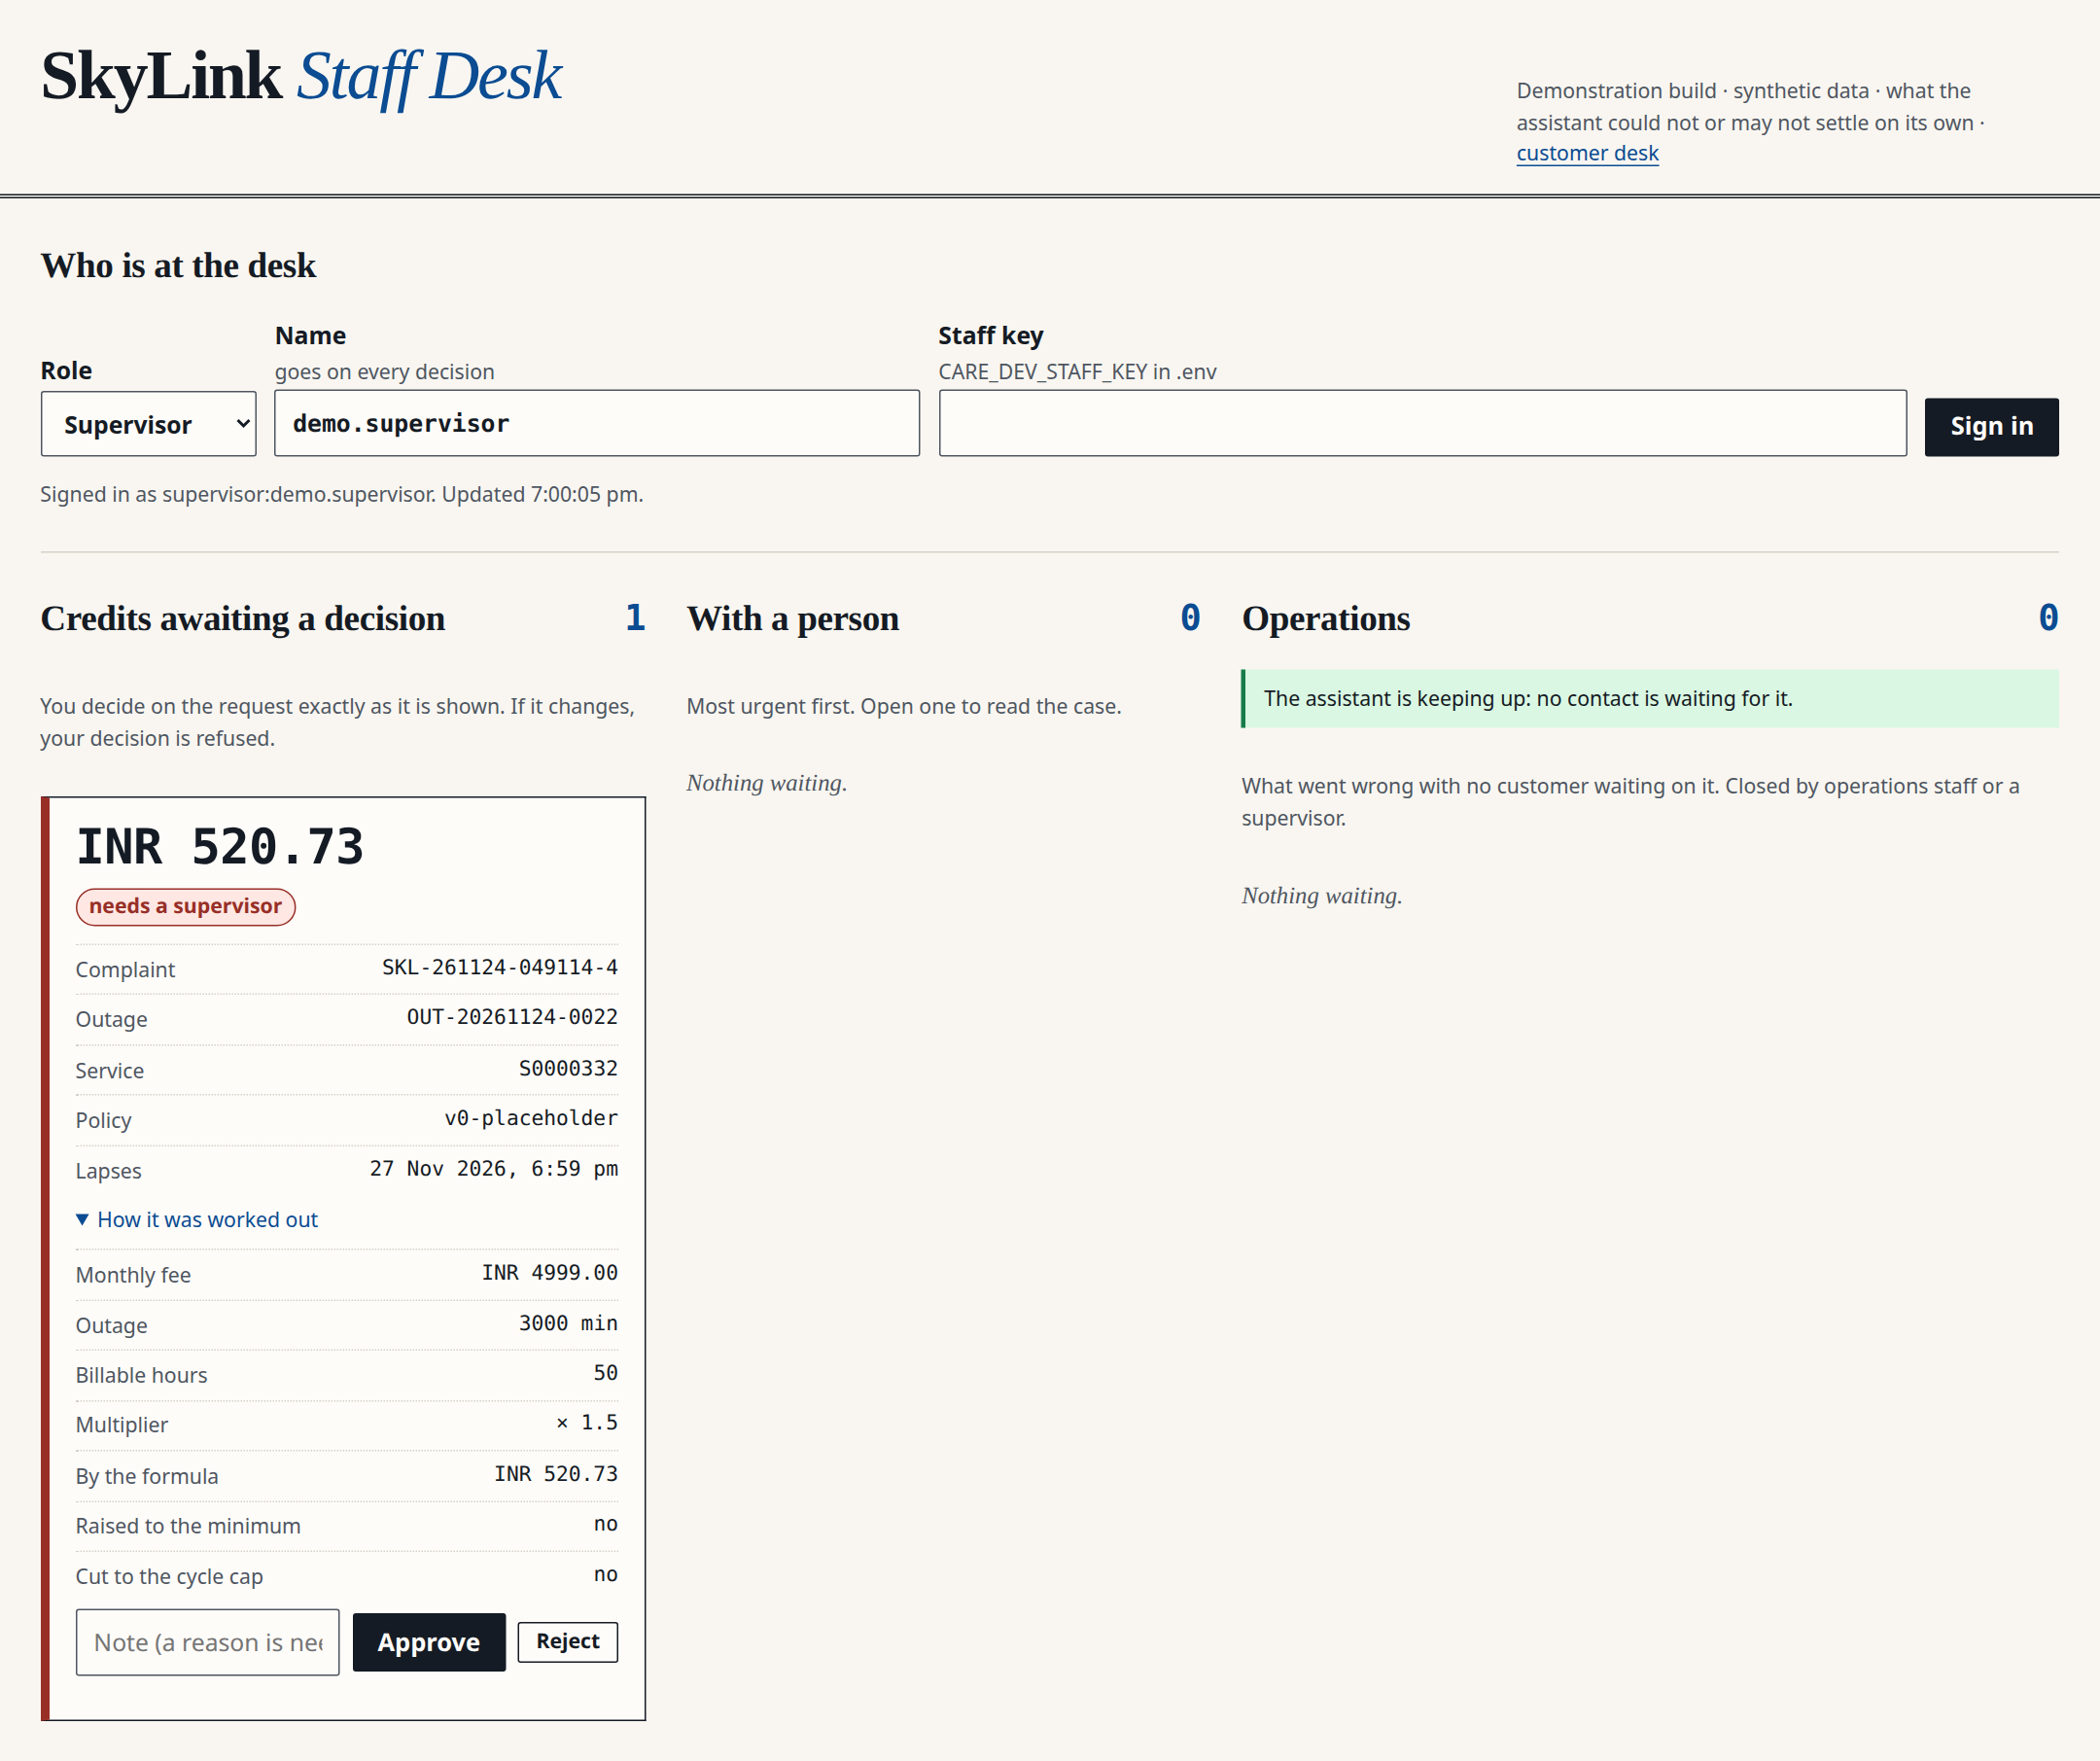 SkyLink Staff Desk
Demonstration build · synthetic data · what the
assistant could not or may not settle on its own ·
customer desk
Who is at the desk
Role
Supervisor
Name
goes on every decision
demo.supervisor
Staff key
CARE_DEV_STAFF_KEY in .env
Sign in
Signed in as supervisor:demo.supervisor. Updated 7:00:05 pm.
Credits awaiting a decision 1
You decide on the request exactly as it is shown. If it changes,
your decision is refused.
INR 520.73
needs a supervisor
Complaint SKL-261124-049114-4
Outage OUT-20261124-0022
Service S0000332
Policy v0-placeholder
Lapses 27 Nov 2026, 6:59 pm
▼ How it was worked out
Monthly fee INR 4999.00
Outage 3000 min
Billable hours 50
Multiplier × 1.5
By the formula INR 520.73
Raised to the minimum no
Cut to the cycle cap no
Note (a reason is
Approve
Reject
With a person 0
Most urgent first. Open one to read the case.
Nothing waiting.
Operations 0
The assistant is keeping up: no contact is waiting for it.
What went wrong with no customer waiting on it. Closed by operations staff or a
supervisor.
Nothing waiting.